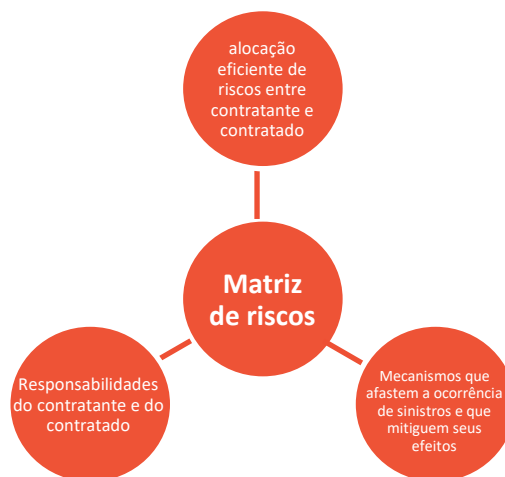 alocação
eficiente de
riscos entre
contratante e
contratado
Matriz
de riscos
Responsabilidades
do contratante e do
contratado
Mecanismos que
afastem a ocorrência
de sinistros e que
mitiguem seus
efeitos